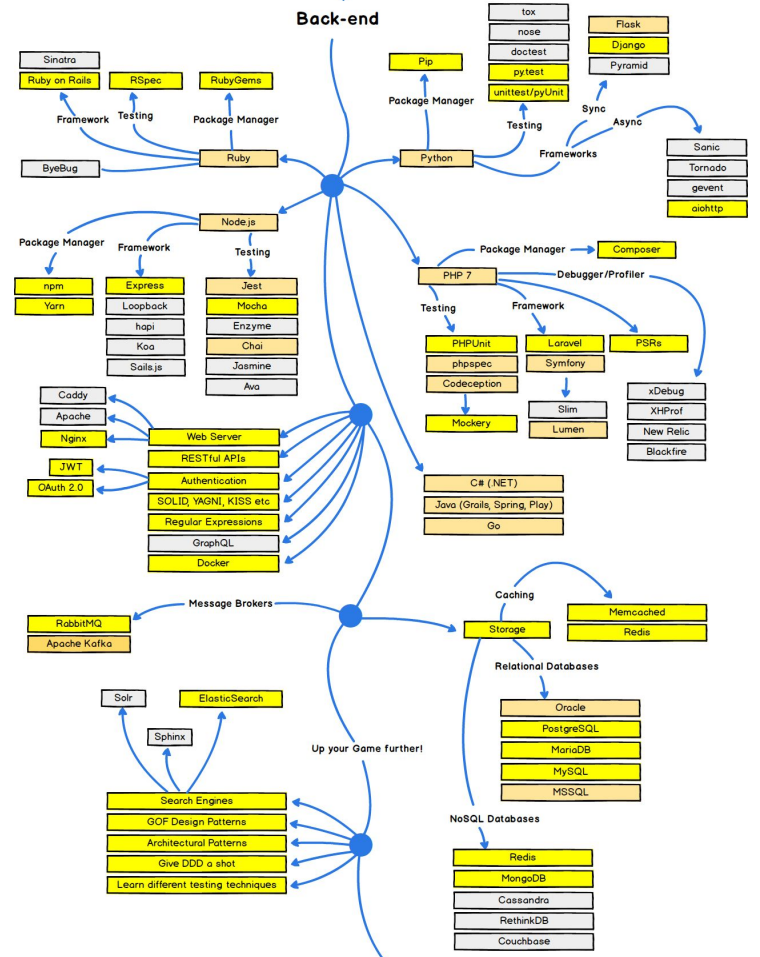 Back-end
Sinatra
Ruby on Rails
RSpec
RubyGems
Framework
Testing
Package Manager
ByeBug
Ruby
tox
nose
doctest
pytest
unittest/pyUnit
Flask
Django
Pyramid
Pip
Package Manager
Testing
Sync
Async
Frameworks
Python
Sanic
Tornado
gevent
aiohttp
Node.js
Package Manager
Framework
Testing
npm
Yarn
Express
Loopback
hapi
Koa
Sails.js
Jest
Mocha
Enzyme
Chai
Jasmine
Ava
PHP 7
Package Manager
Composer
Debugger/Profiler
Testing
Framework
PHPUnit
phpspec
Codeception
Mockery
Laravel
Symfony
Slim
Lumen
PSRs
xDebug
XHProf
New Relic
Blackfire
Caddy
Apache
Nginx
JWT
OAuth 2.0
Web Server
RESTful APIs
Authentication
SOLID, YAGNI, KISS etc
Regular Expressions
GraphQL
Docker
C# (.NET)
Java (Grails, Spring, Play)
Go
Message Brokers
RabbitMQ
Apache Kafka
Caching
Storage
Memcached
Redis
Relational Databases
Oracle
PostgreSQL
MariaDB
MySQL
MSSQL
NoSQL Databases
Redis
MongoDB
Cassandra
RethinkDB
Couchbase
Solr
Sphinx
ElasticSearch
Up your Game further!
Search Engines
GOF Design Patterns
Architectural Patterns
Give DDD a shot
Learn different testing techniques